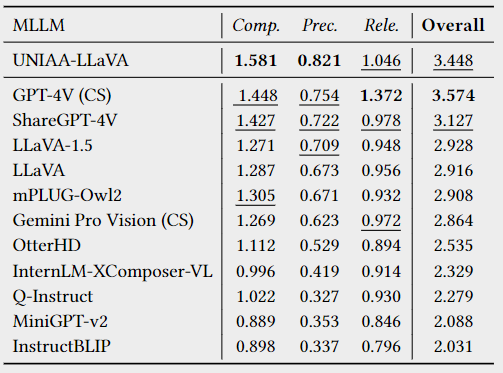 MLLM Comp. Prec. Rele. Overall
UNIAA-LLaVA 1.581 0.821 1.046 3.448
GPT-4V (CS) 1.448 0.754 1.372 3.574
ShareGPT-4V 1.427 0.722 0.978 3.127
LLaVA-1.5 1.271 0.709 0.948 2.928
LLaVA 1.287 0.673 0.956 2.916
mPLUG-Owl2 1.305 0.671 0.932 2.908
Gemini Pro Vision (CS) 1.269 0.623 0.972 2.864
OtterHD 1.112 0.529 0.894 2.535
InternLM-XComposer-VL 0.996 0.419 0.914 2.329
Q-Instruct 1.022 0.327 0.930 2.279
MiniGPT-v2 0.889 0.353 0.846 2.088
InstructBLIP 0.898 0.337 0.796 2.031